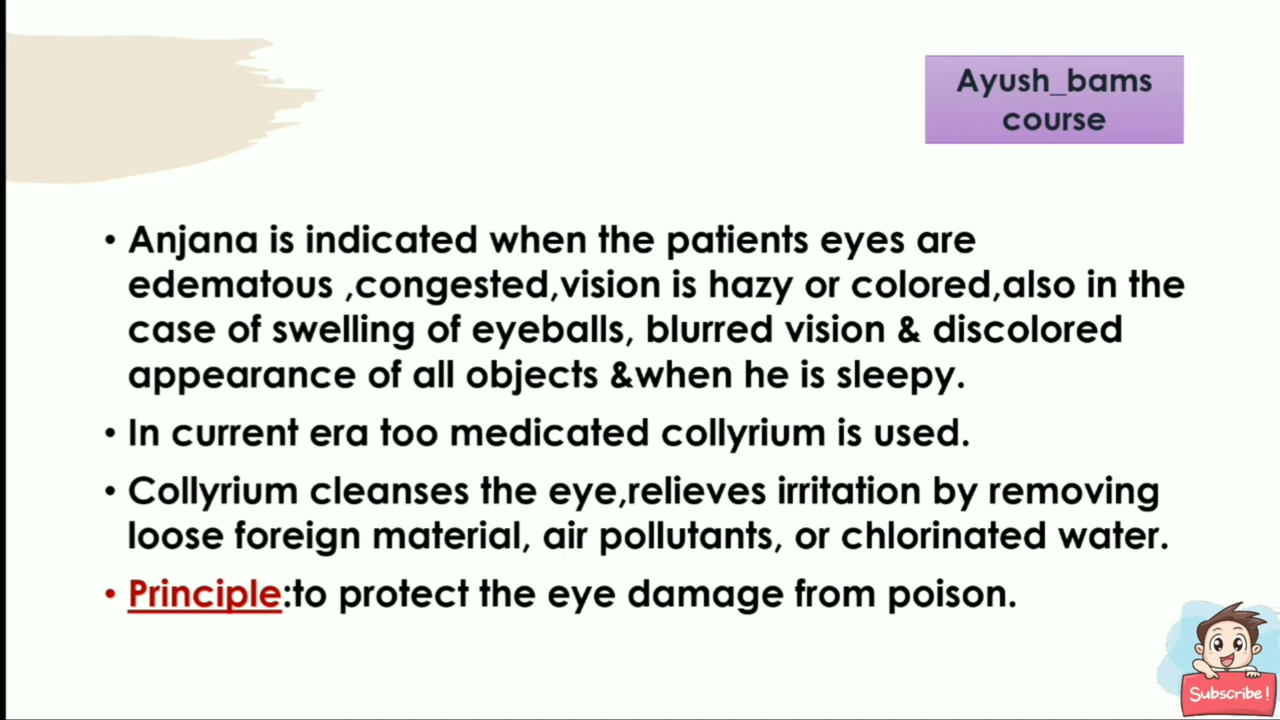 Ayush_bams
course
• Anjana is indicated when the patients eyes are
edematous ,congested,vision is hazy or colored,also in the
case of swelling of eyeballs, blurred vision & discolored
appearance of all objects &when he is sleepy.
• In current era too medicated collyrium is used.
• Collyrium cleanses the eye,relieves irritation by removing
loose foreign material, air pollutants, or chlorinated water.
• Principle:to protect the eye damage from poison.
Subscribe!